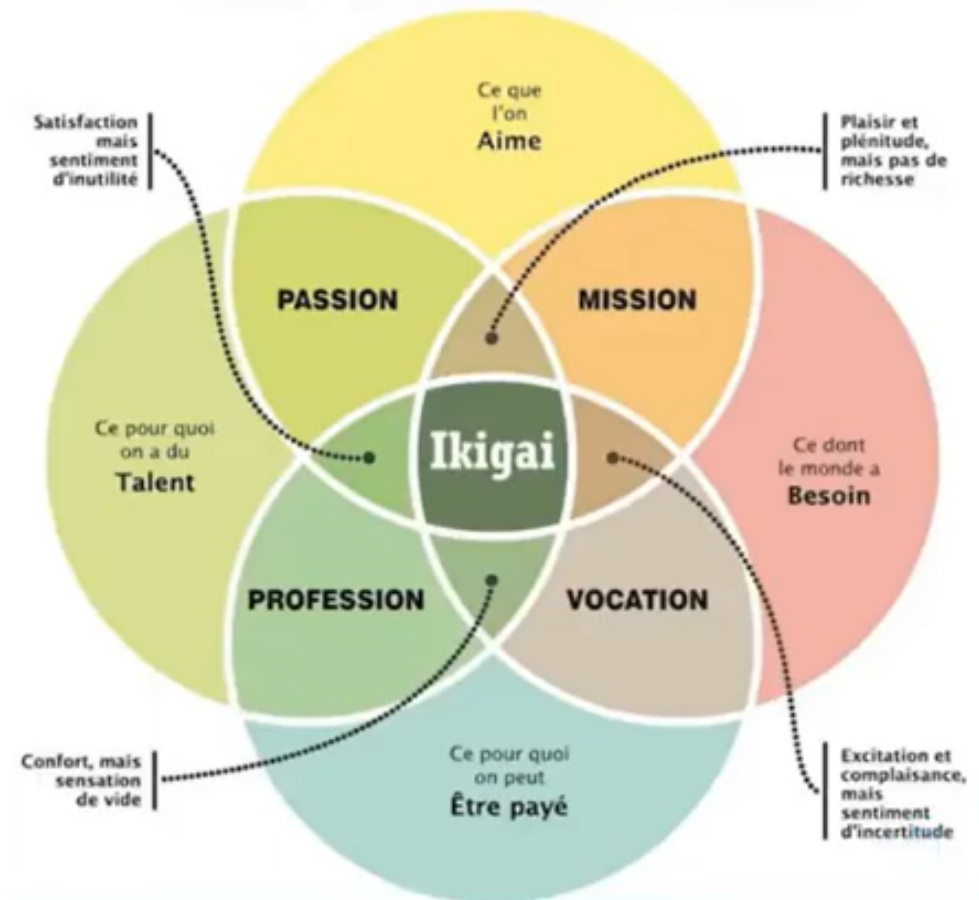 Ce que
l'on
Aime
Satisfaction
mais
sentiment
d'inutilité
Plaisir et
plénitude,
mais pas de
richesse
PASSION
MISSION
Ce pour quoi
on a du
Talent
Ikigai
Ce dont
le monde a
Besoin
PROFESSION
VOCATION
Ce pour quoi
on peut
Être payé
Confort, mais
sensation
de vide
Excitation et
complaisance,
mais
sentiment
d'incertitude